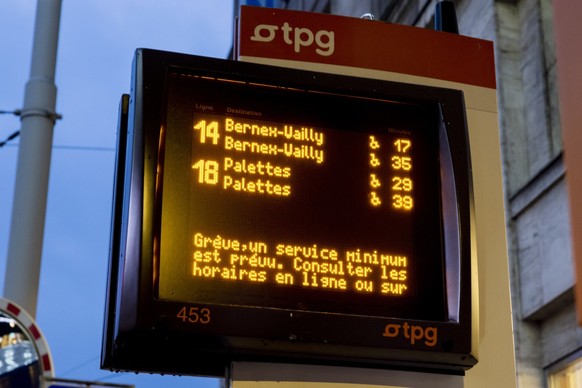 tpg
Ligne Destination Minutes
14 Bernex-Vailly 17
Bernex-Vailly 35
18 Palettes 29
Palettes 39
Grève,un service minimum
est prévu. Consulter les
horaires en ligne ou sur
453 tpg